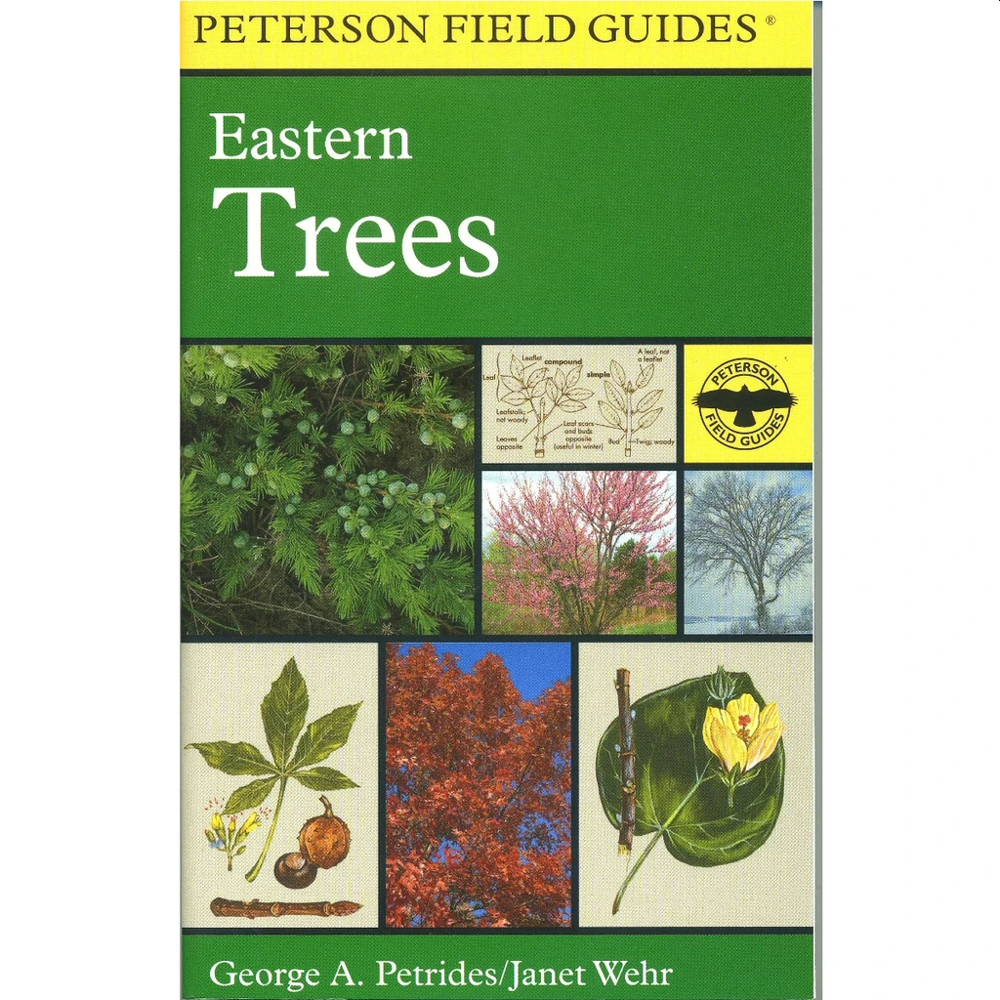 PETERSON FIELD GUIDES®
Eastern
Trees
Leaflet
compound
A leaf, not
a leaflet
Leaf
simple
Leafstalk;
not woody
Leaf scars
and buds
opposite
(useful in winter)
Leaves
opposite
Bud
Twig; woody
PETERSON
FIELD GUIDES
George A. Petrides/Janet Wehr